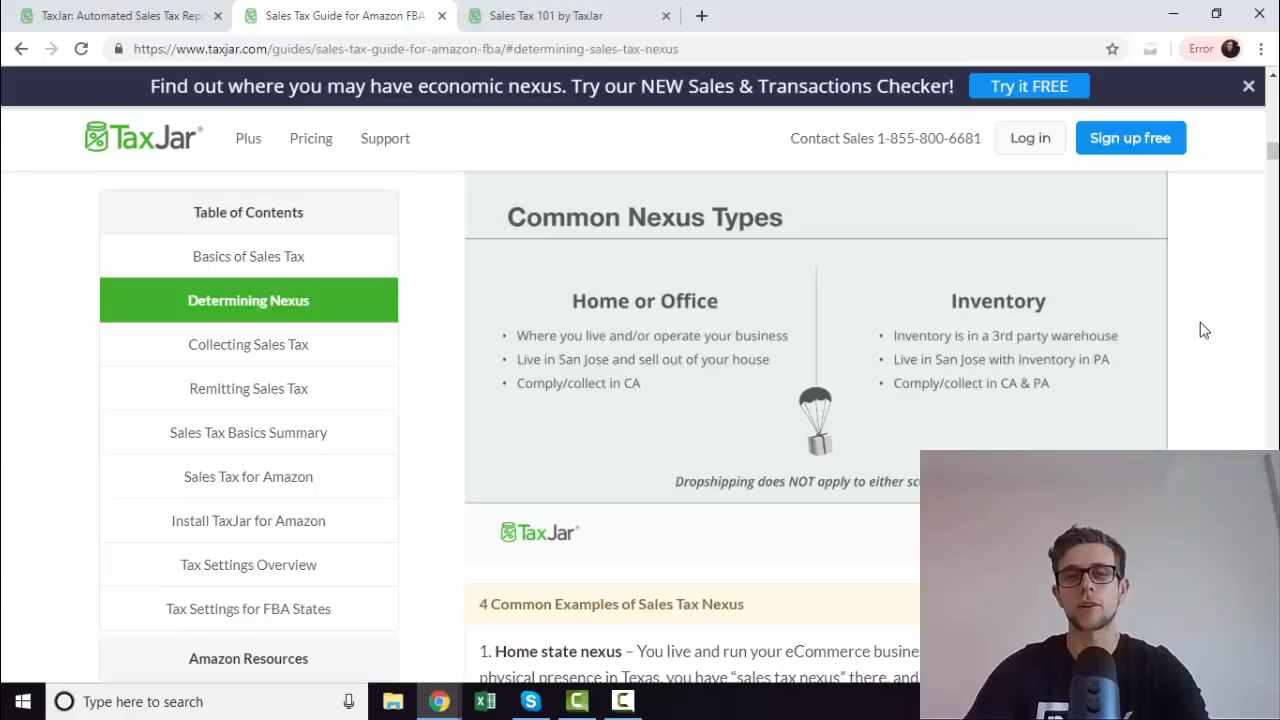 TaxJar: Automated Sales Tax Repo
Sales Tax Guide for Amazon FBA
Sales Tax 101 by TaxJar
https://www.taxjar.com/guides/sales-tax-guide-for-amazon-fba/#determining-sales-tax-nexus
Error
Find out where you may have economic nexus. Try our NEW Sales & Transactions Checker!
Try it FREE
TaxJar
Plus
Pricing
Support
Contact Sales 1-855-800-6681
Log in
Sign up free
Table of Contents
Basics of Sales Tax
Determining Nexus
Collecting Sales Tax
Remitting Sales Tax
Sales Tax Basics Summary
Sales Tax for Amazon
Install TaxJar for Amazon
Tax Settings Overview
Tax Settings for FBA States
Amazon Resources
Common Nexus Types
Home or Office
• Where you live and/or operate your business
• Live in San Jose and sell out of your house
• Comply/collect in CA
Inventory
• Inventory is in a 3rd party warehouse
• Live in San Jose with inventory in PA
• Comply/collect in CA & PA
Dropshipping does NOT apply to either sc
TaxJar
4 Common Examples of Sales Tax Nexus
1. Home state nexus – You live and run your eCommerce busine
physical presence in Texas, you have “sales tax nexus” there, and
Type here to search